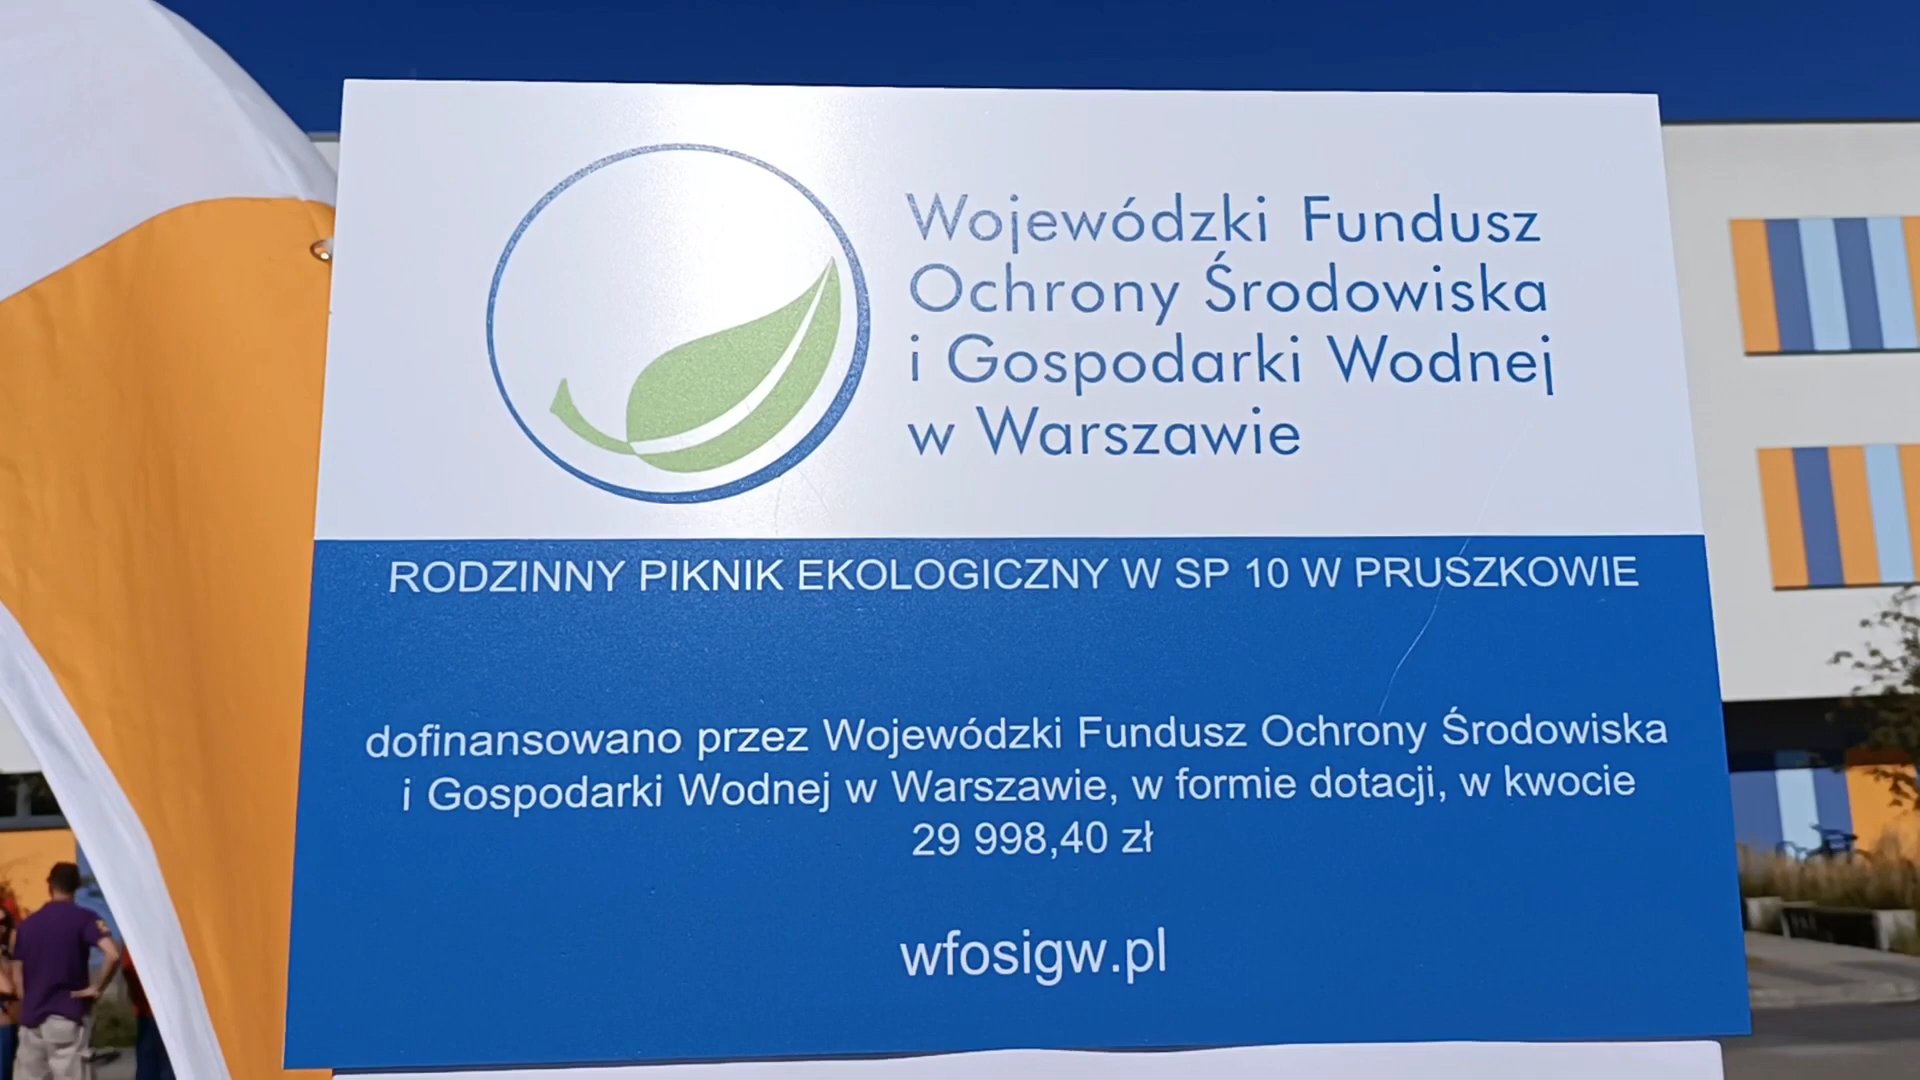 Wojewódzki Fundusz
Ochrony Środowiska
i Gospodarki Wodnej
w Warszawie
RODZINNY PIKNIK EKOLOGICZNY W SP 10 W PRUSZKOWIE
dofinansowano przez Wojewódzki Fundusz Ochrony Środowiska
i Gospodarki Wodnej w Warszawie, w formie dotacji, w kwocie
29 998,40 zł
wfosigw.pl